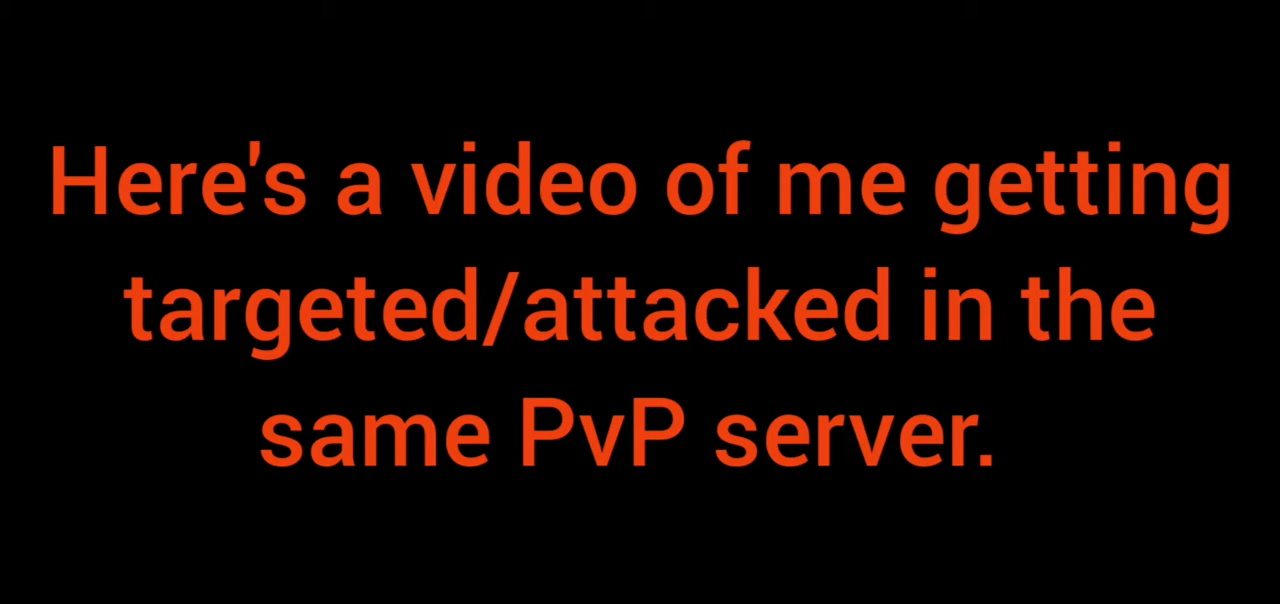 Here's a video of me getting
targeted/attacked in the
same PvP server.